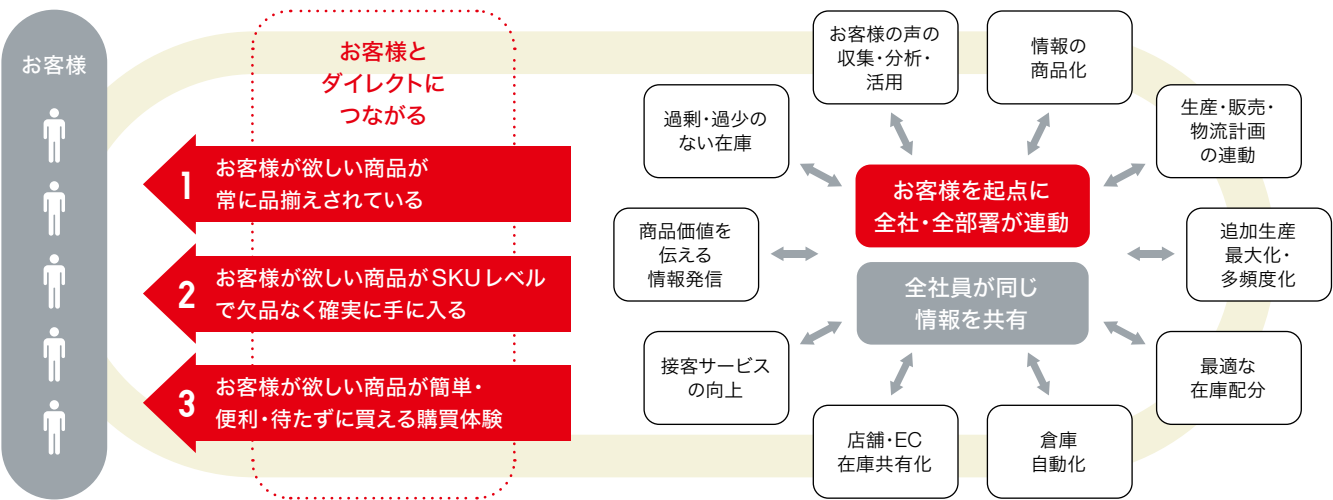 お客様
お客様と
ダイレクトに
つながる
1
お客様が欲しい商品が
常に品揃えされている
2
お客様が欲しい商品がSKUレベル
で欠品なく確実に手に入る
3
お客様が欲しい商品が簡単・
便利・待たずに買える購買体験
お客様を起点に
全社・全部署が連動
全社員が同じ
情報を共有
お客様の声の
収集・分析・
活用
情報の
商品化
生産・販売・
物流計画
の連動
追加生産
最大化・
多頻度化
最適な
在庫配分
倉庫
自動化
店舗・EC
在庫共有化
接客サービス
の向上
商品価値を
伝える
情報発信
過剰・過少の
ない在庫